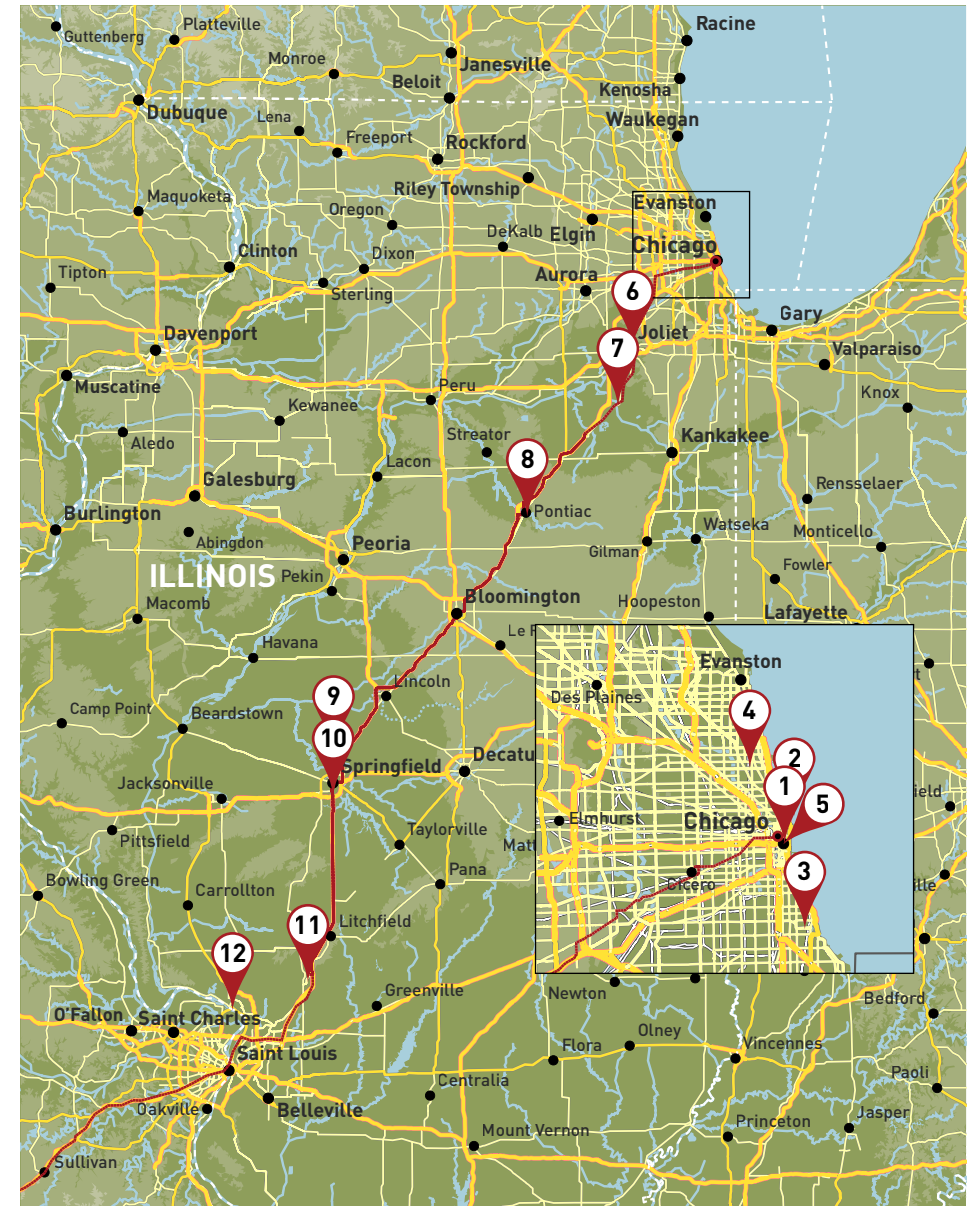 Racine
Platteville
Guttenberg
Janesville
Monroe
Beloit
Kenosha
Dubuque
Lena
Waukegan
Freeport
Rockford
Riley Township
Maquoketa
Evanston
Oregon
DeKalb
Elgin
Chicago
Clinton
Dixon
Tipton
Aurora
Sterling
6
Gary
Davenport
Joliet
7
Valparaiso
Muscatine
Peru
Knox
Kewanee
Aledo
Streator
Kankakee
8
Lacon
Galesburg
Rensselaer
Burlington
Pontiac
Watseka
Monticello
Abingdon
Peoria
Gilman
ILLINOIS
Pekin
Fowler
Bloomington
Macomb
Hoopeston
Lafayette
Havana
Le
Evanston
Lincoln
Des Plaines
9
Camp Point
Beardstown
4
10
Decatu
2
Springfield
1
Jacksonville
5
ield
Elmhurst
Chicago
Taylorville
Pittsfield
Matt
Pana
3
Bowling Green
Cicero
ville
Carrollton
11
Litchfield
12
Greenville
Newton
Bedford
O'Fallon
Saint Charles
Olney
Vincennes
Saint Louis
Flora
Paoli
Centralia
Oakville
Belleville
Jasper
Princeton
Mount Vernon
Sullivan